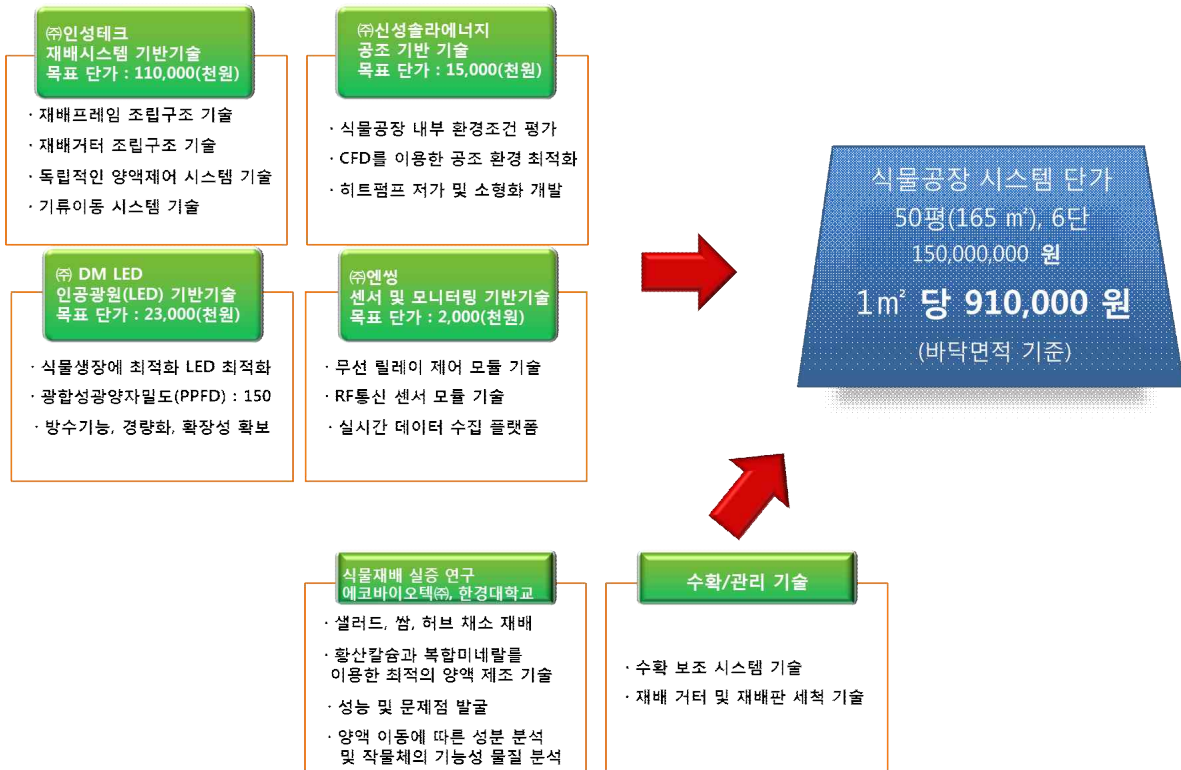 ㈜인성테크
재배시스템 기반기술
목표 단가 : 110,000(천원)
· 재배프레임 조립구조 기술
· 재배거터 조립구조 기술
· 독립적인 양액제어 시스템 기술
· 기류이동 시스템 기술
㈜신성솔라에너지
공조 기반 기술
목표 단가 : 15,000(천원)
· 식물공장 내부 환경조건 평가
· CFD를 이용한 공조 환경 최적화
· 히트펌프 저가 및 소형화 개발
㈜ DM LED
인공광원(LED) 기반기술
목표 단가 : 23,000(천원)
· 식물생장에 최적화 LED 최적화
· 광합성광양자밀도(PPFD) : 150
· 방수기능, 경량화, 확장성 확보
㈜엔씽
센서 및 모니터링 기반기술
목표 단가 : 2,000(천원)
· 무선 릴레이 제어 모듈 기술
· RF통신 센서 모듈 기술
· 실시간 데이터 수집 플랫폼
식물공장 시스템 단가
50평(165 ㎡), 6단
150,000,000 원
1㎡ 당 910,000 원
(바닥면적 기준)
식물재배 실증 연구
에코바이오텍㈜, 한경대학교
· 샐러드, 쌈, 허브 채소 재배
· 황산칼슘과 복합미네랄를
이용한 최적의 양액 제조 기술
· 성능 및 문제점 발굴
· 양액 이동에 따른 성분 분석
및 작물체의 기능성 물질 분석
수확/관리 기술
· 수확 보조 시스템 기술
· 재배 거터 및 재배판 세척 기술